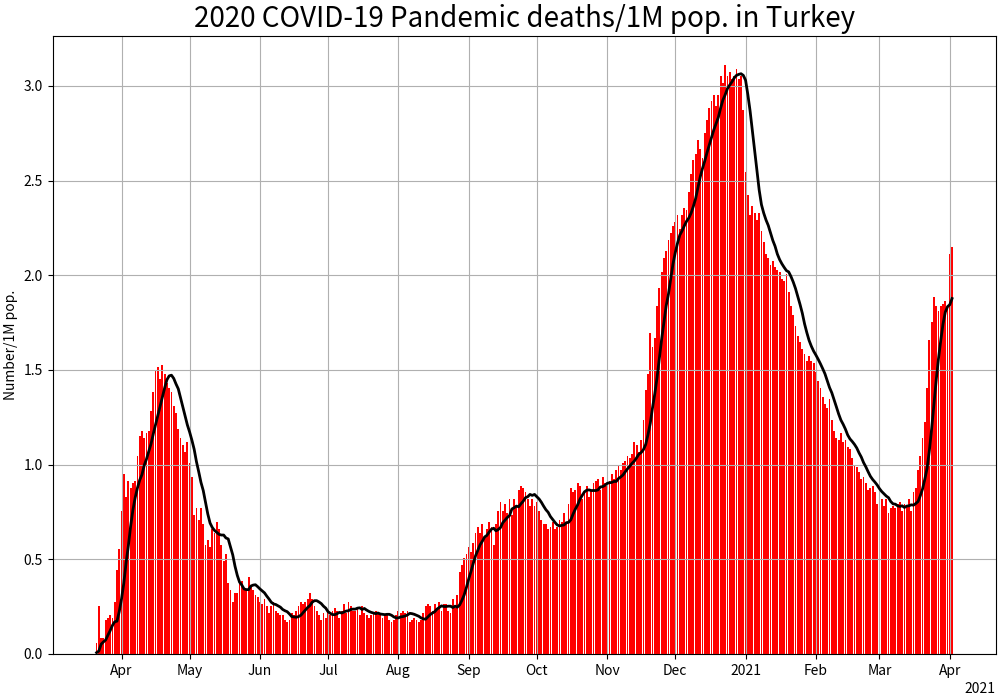 2020 COVID-19 Pandemic deaths/1M pop. in Turkey
Number/1M pop.
3.0
2.5
2.0
1.5
1.0
0.5
0.0
Apr May Jun Jul Aug Sep Oct Nov Dec 2021 Feb Mar Apr
2021